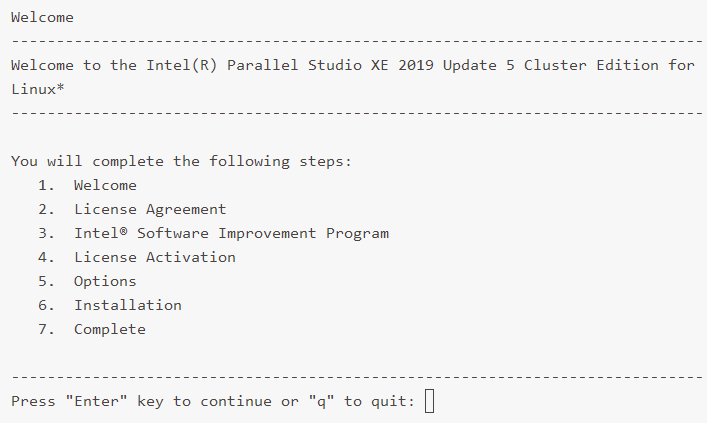 Welcome
--------------------------------------------------------------------------------
Welcome to the Intel(R) Parallel Studio XE 2019 Update 5 Cluster Edition for
Linux*
--------------------------------------------------------------------------------
You will complete the following steps:
1. Welcome
2. License Agreement
3. Intel® Software Improvement Program
4. License Activation
5. Options
6. Installation
7. Complete
--------------------------------------------------------------------------------
Press "Enter" key to continue or "q" to quit: